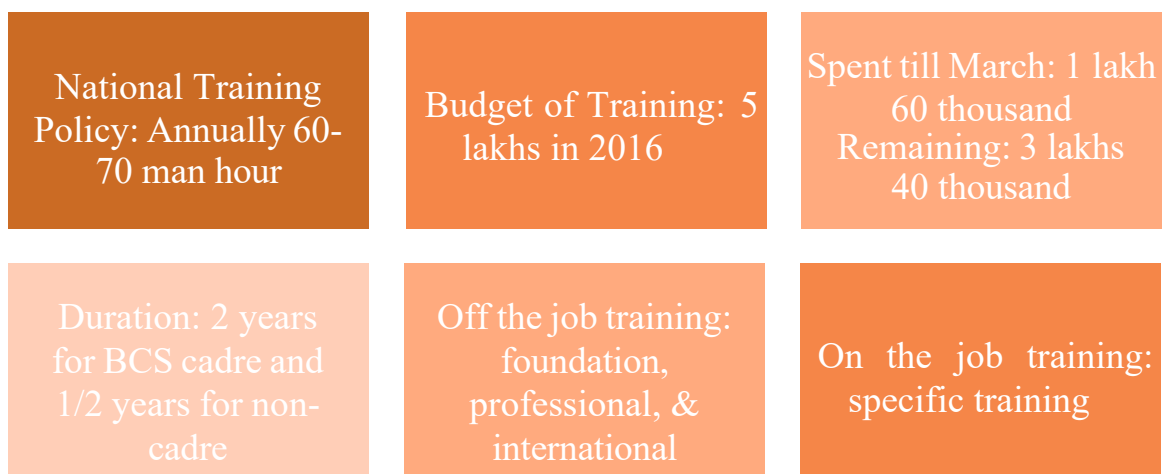 National Training
Policy: Annually 60-
70 man hour
Budget of Training: 5
lakhs in 2016
Spent till March: 1 lakh
60 thousand
Remaining: 3 lakhs
40 thousand
Duration: 2 years
for BCS cadre and
1/2 years for non-
cadre
Off the job training:
foundation,
professional, &
international
On the job training:
specific training